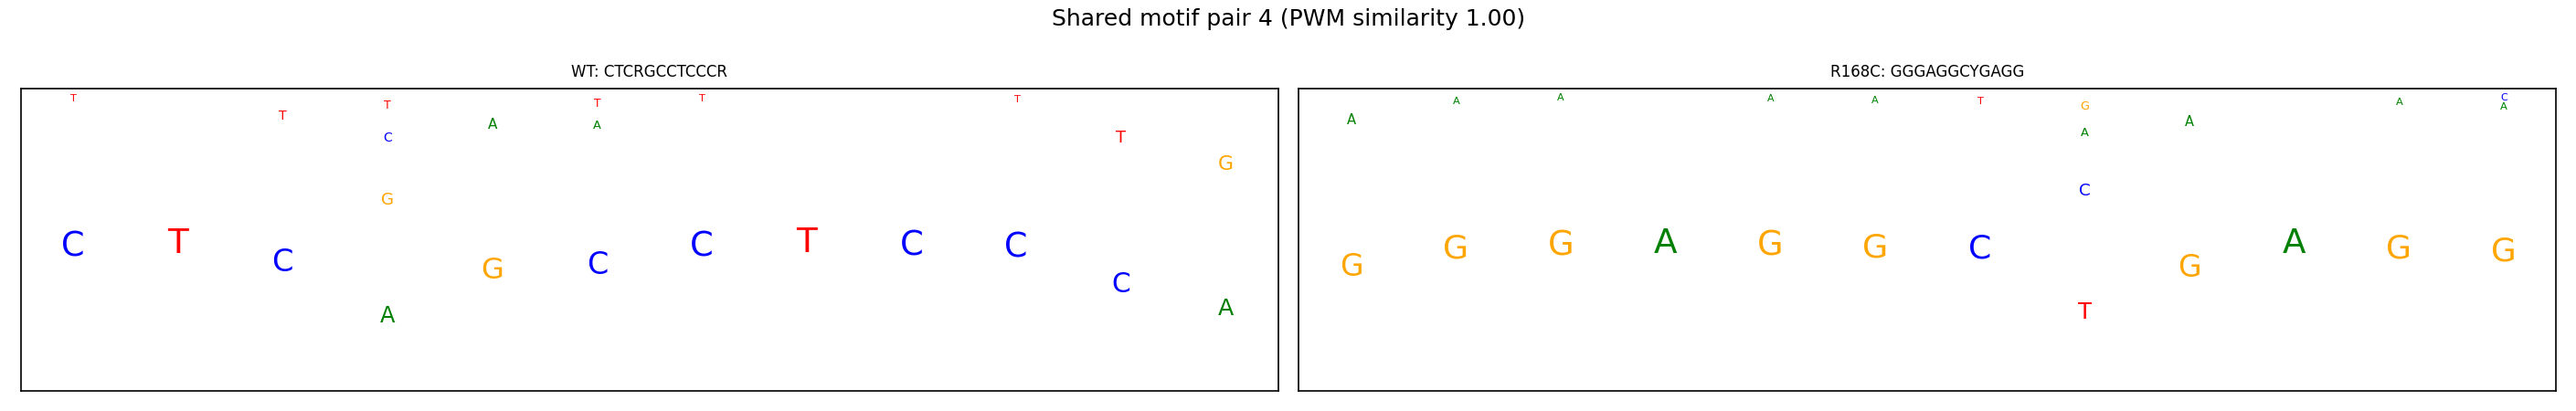 Shared motif pair 4 (PWM similarity 1.00)
WT: CTCRGCCTCCCR
T T T A T T T T G
C A
C
G
C T C G C C T C C C
A A
R168C: GGGAGGCYGAGG
A A A A A T G A A C
A A
C
G G G A G G C G A G G
T